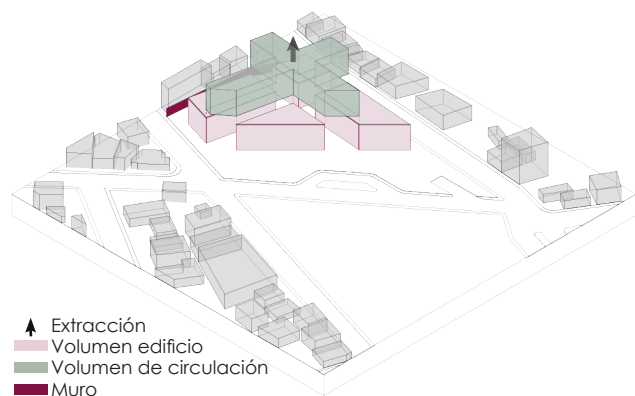 Extracción
Volumen edificio
Volumen de circulación
Muro